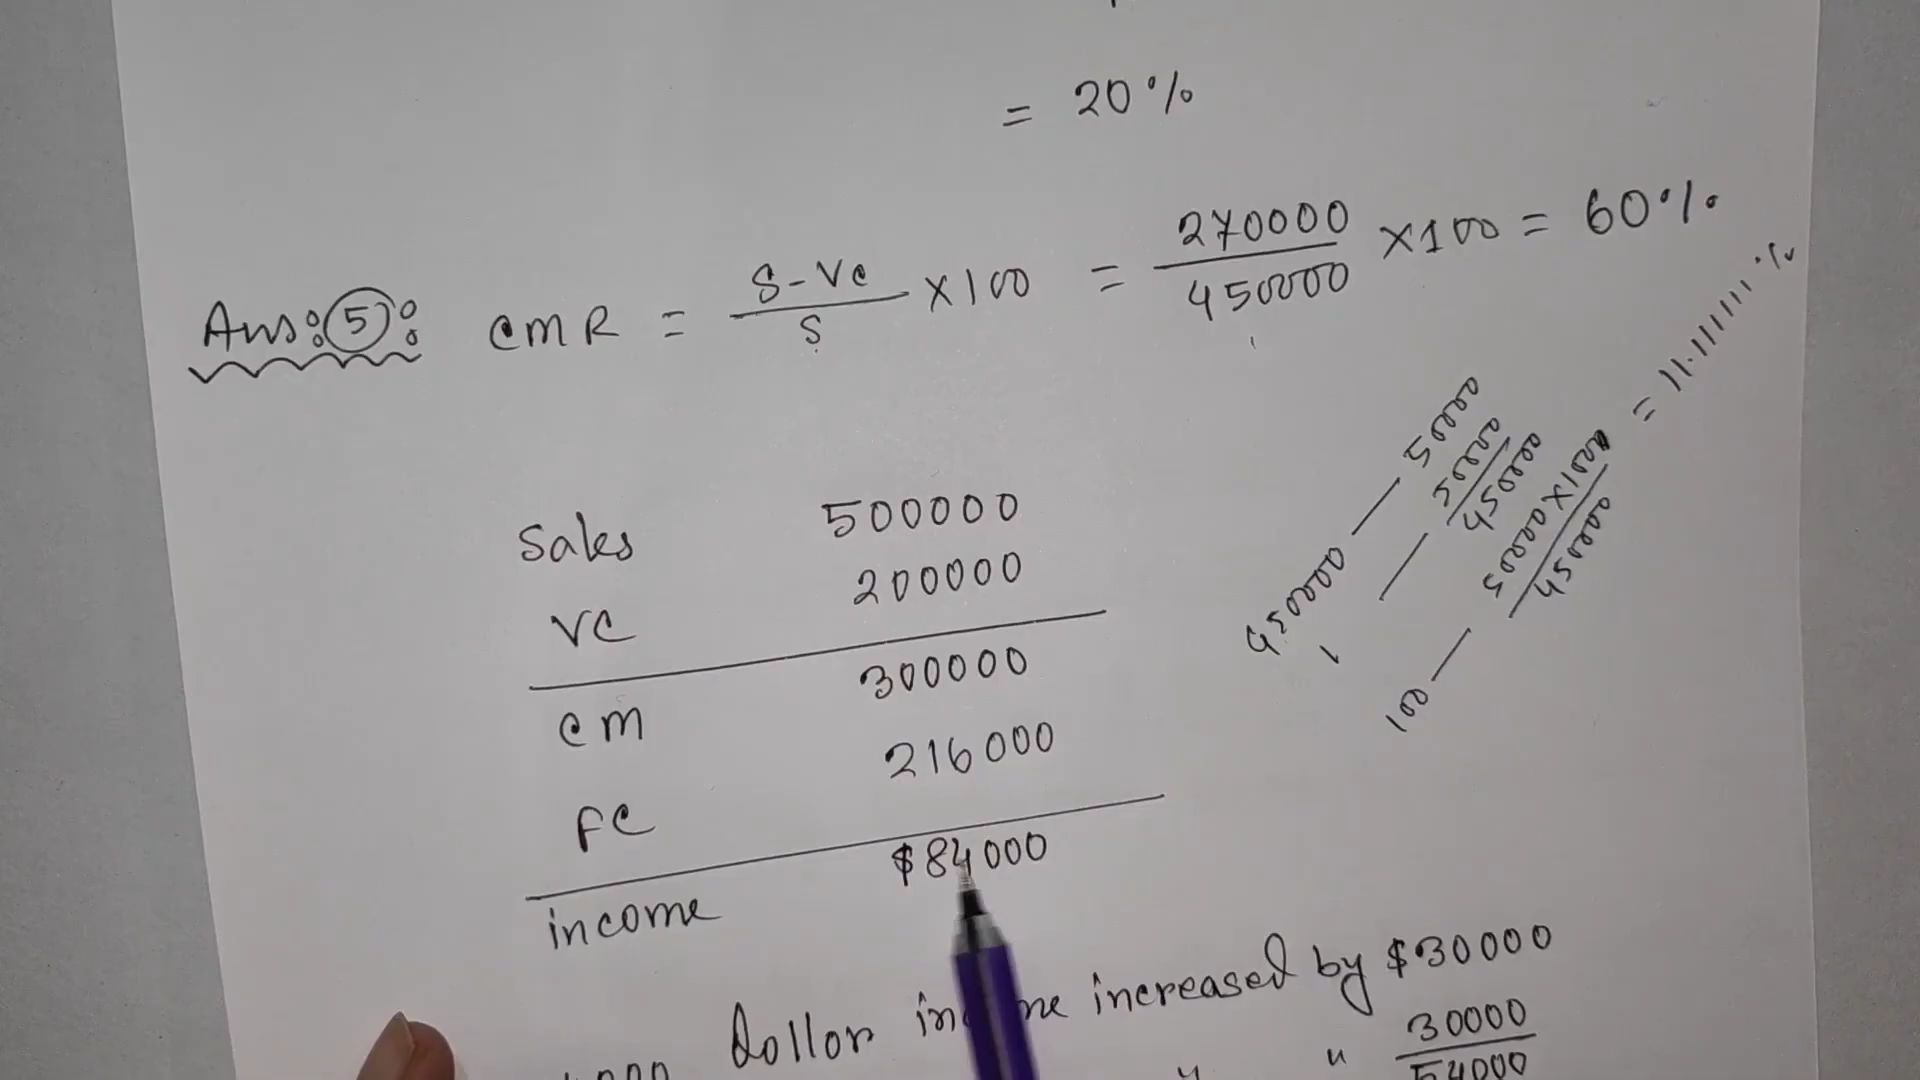 = 20%
Ans: 5: CMR = S-VC / S ×100 = 270000 / 450000 ×100 = 60%
Sales 500000
VC 200000
CM 300000
FC 216000
income $84000
450000 — 50000
1 — 50000 / 450000
100 — 50000×100 / 450000 = 11.111111%
dollar income increased by $30000
" 30000 / 54000